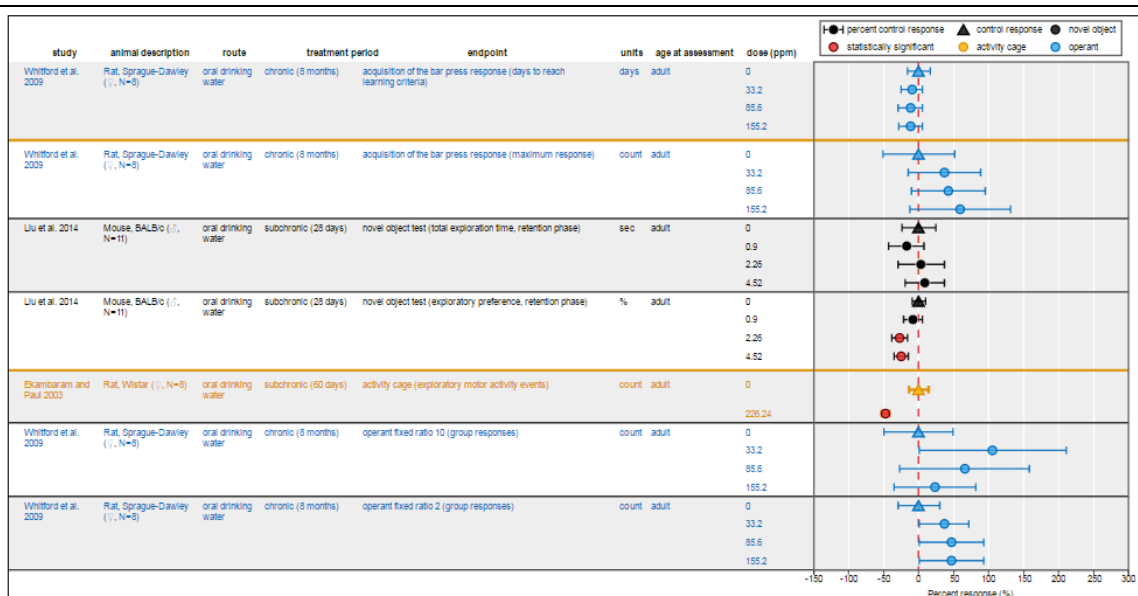 percent control response control response novel object
statistically significant activity cage operant
study animal description route treatment period endpoint units age at assessment dose (ppm)
Whitford et al. 2009 Rat, Sprague-Dawley (♀, N=8) oral drinking water chronic (8 months) acquisition of the bar press response (days to reach learning criteria) days adult 0
33.2
85.6
155.2
Whitford et al. 2009 Rat, Sprague-Dawley (♀, N=8) oral drinking water chronic (8 months) acquisition of the bar press response (maximum response) count adult 0
33.2
85.6
155.2
Liu et al. 2014 Mouse, BALB/c (♂, N=11) oral drinking water subchronic (28 days) novel object test (total exploration time, retention phase) sec adult 0
0.9
2.26
4.52
Liu et al. 2014 Mouse, BALB/c (♂, N=11) oral drinking water subchronic (28 days) novel object test (exploratory preference, retention phase) % adult 0
0.9
2.26
4.52
Ekambaram and Paul 2003 Rat, Wistar (♀, N=8) oral drinking water subchronic (60 days) activity cage (exploratory motor activity events) count adult 0
226.24
Whitford et al. 2009 Rat, Sprague-Dawley (♀, N=8) oral drinking water chronic (8 months) operant fixed ratio 10 (group responses) count adult 0
33.2
85.6
155.2
Whitford et al. 2009 Rat, Sprague-Dawley (♀, N=8) oral drinking water chronic (8 months) operant fixed ratio 2 (group responses) count adult 0
33.2
85.6
155.2
-150 -100 -50 0 50 100 150 200 250 300
Percent response (%)